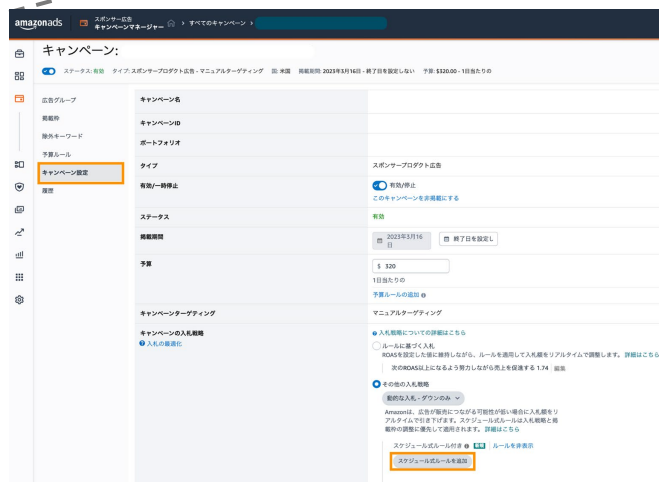 amazonads
スポンサー広告
キャンペーンマネージャー
すべてのキャンペーン
キャンペーン:
ステータス: 有効 タイプ: スポンサープロダクト広告 - マニュアルターゲティング 国: 米国 掲載期間: 2023年3月16日 - 終了日を設定しない 予算: $320.00 - 1日当たりの
広告グループ
掲載枠
除外キーワード
予算ルール
キャンペーン設定
履歴
キャンペーン名
キャンペーンID
ポートフォリオ
タイプ
スポンサープロダクト広告
有効/一時停止
有効/停止
このキャンペーンを非掲載にする
ステータス
有効
掲載期間
2023年3月16
日
終了日を設定し
予算
$ 320
1日当たりの
予算ルールの追加
キャンペーンターゲティング
マニュアルターゲティング
キャンペーンの入札戦略
入札の最適化
入札戦略についての詳細はこちら
ルールに基づく入札
ROASを設定した値に維持しながら、ルールを適用して入札額をリアルタイムで調整します。 詳細はこちら
次のROAS以上になるよう努力しながら売上を促進する 1.74 編集
その他の入札戦略
動的な入札 - ダウンのみ
Amazonは、広告が販売につながる可能性が低い場合に入札額をリ
アルタイムで引き下げます。スケジュール式ルールは入札戦略と掲
載枠の調整に優先して適用されます。 詳細はこちら
スケジュール式ルール付き ルールを非表示
スケジュール式ルールを追加